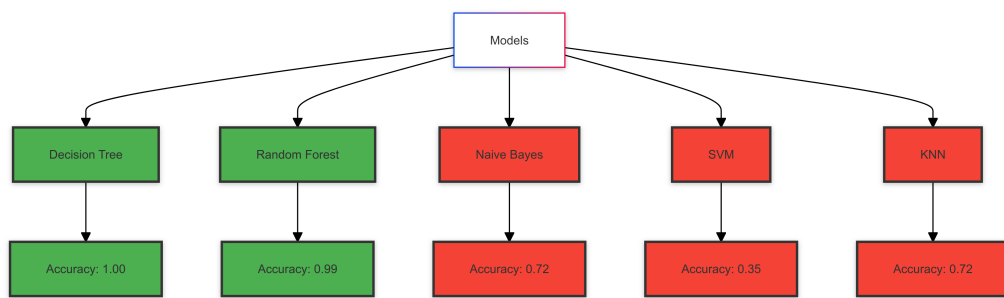 Models
Decision Tree
Random Forest
Naive Bayes
SVM
KNN
Accuracy: 1.00
Accuracy: 0.99
Accuracy: 0.72
Accuracy: 0.35
Accuracy: 0.72